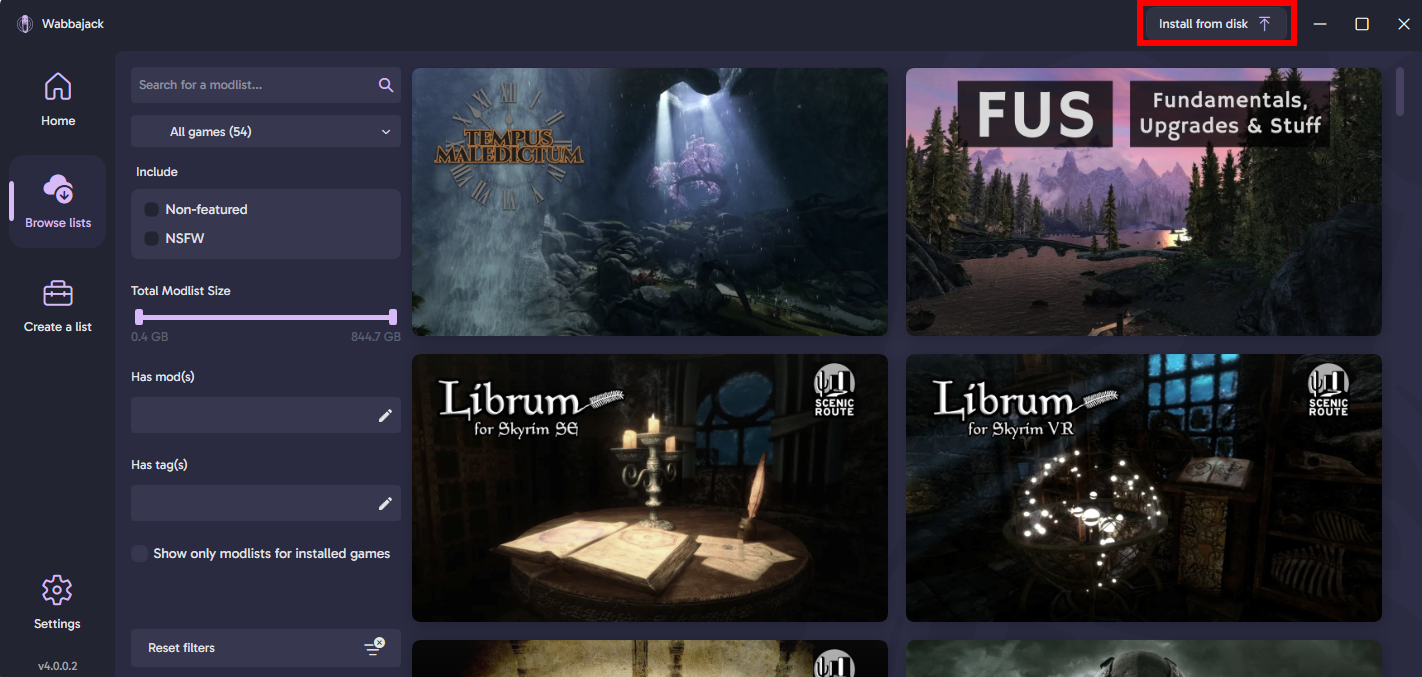 Wabbajack
Install from disk
Home
Browse lists
Create a list
Settings
v4.0.0.2
Search for a modlist...
All games (54)
Include
Non-featured
NSFW
Total Modlist Size
0.4 GB
844.7 GB
Has mod(s)
Has tag(s)
Show only modlists for installed games
Reset filters
TEMPUS
MALEDICTUM
FUS
Fundamentals,
Upgrades & Stuff
Librum
for Skyrim SE
SCENIC
ROUTE
Librum
for Skyrim VR
SCENIC
ROUTE